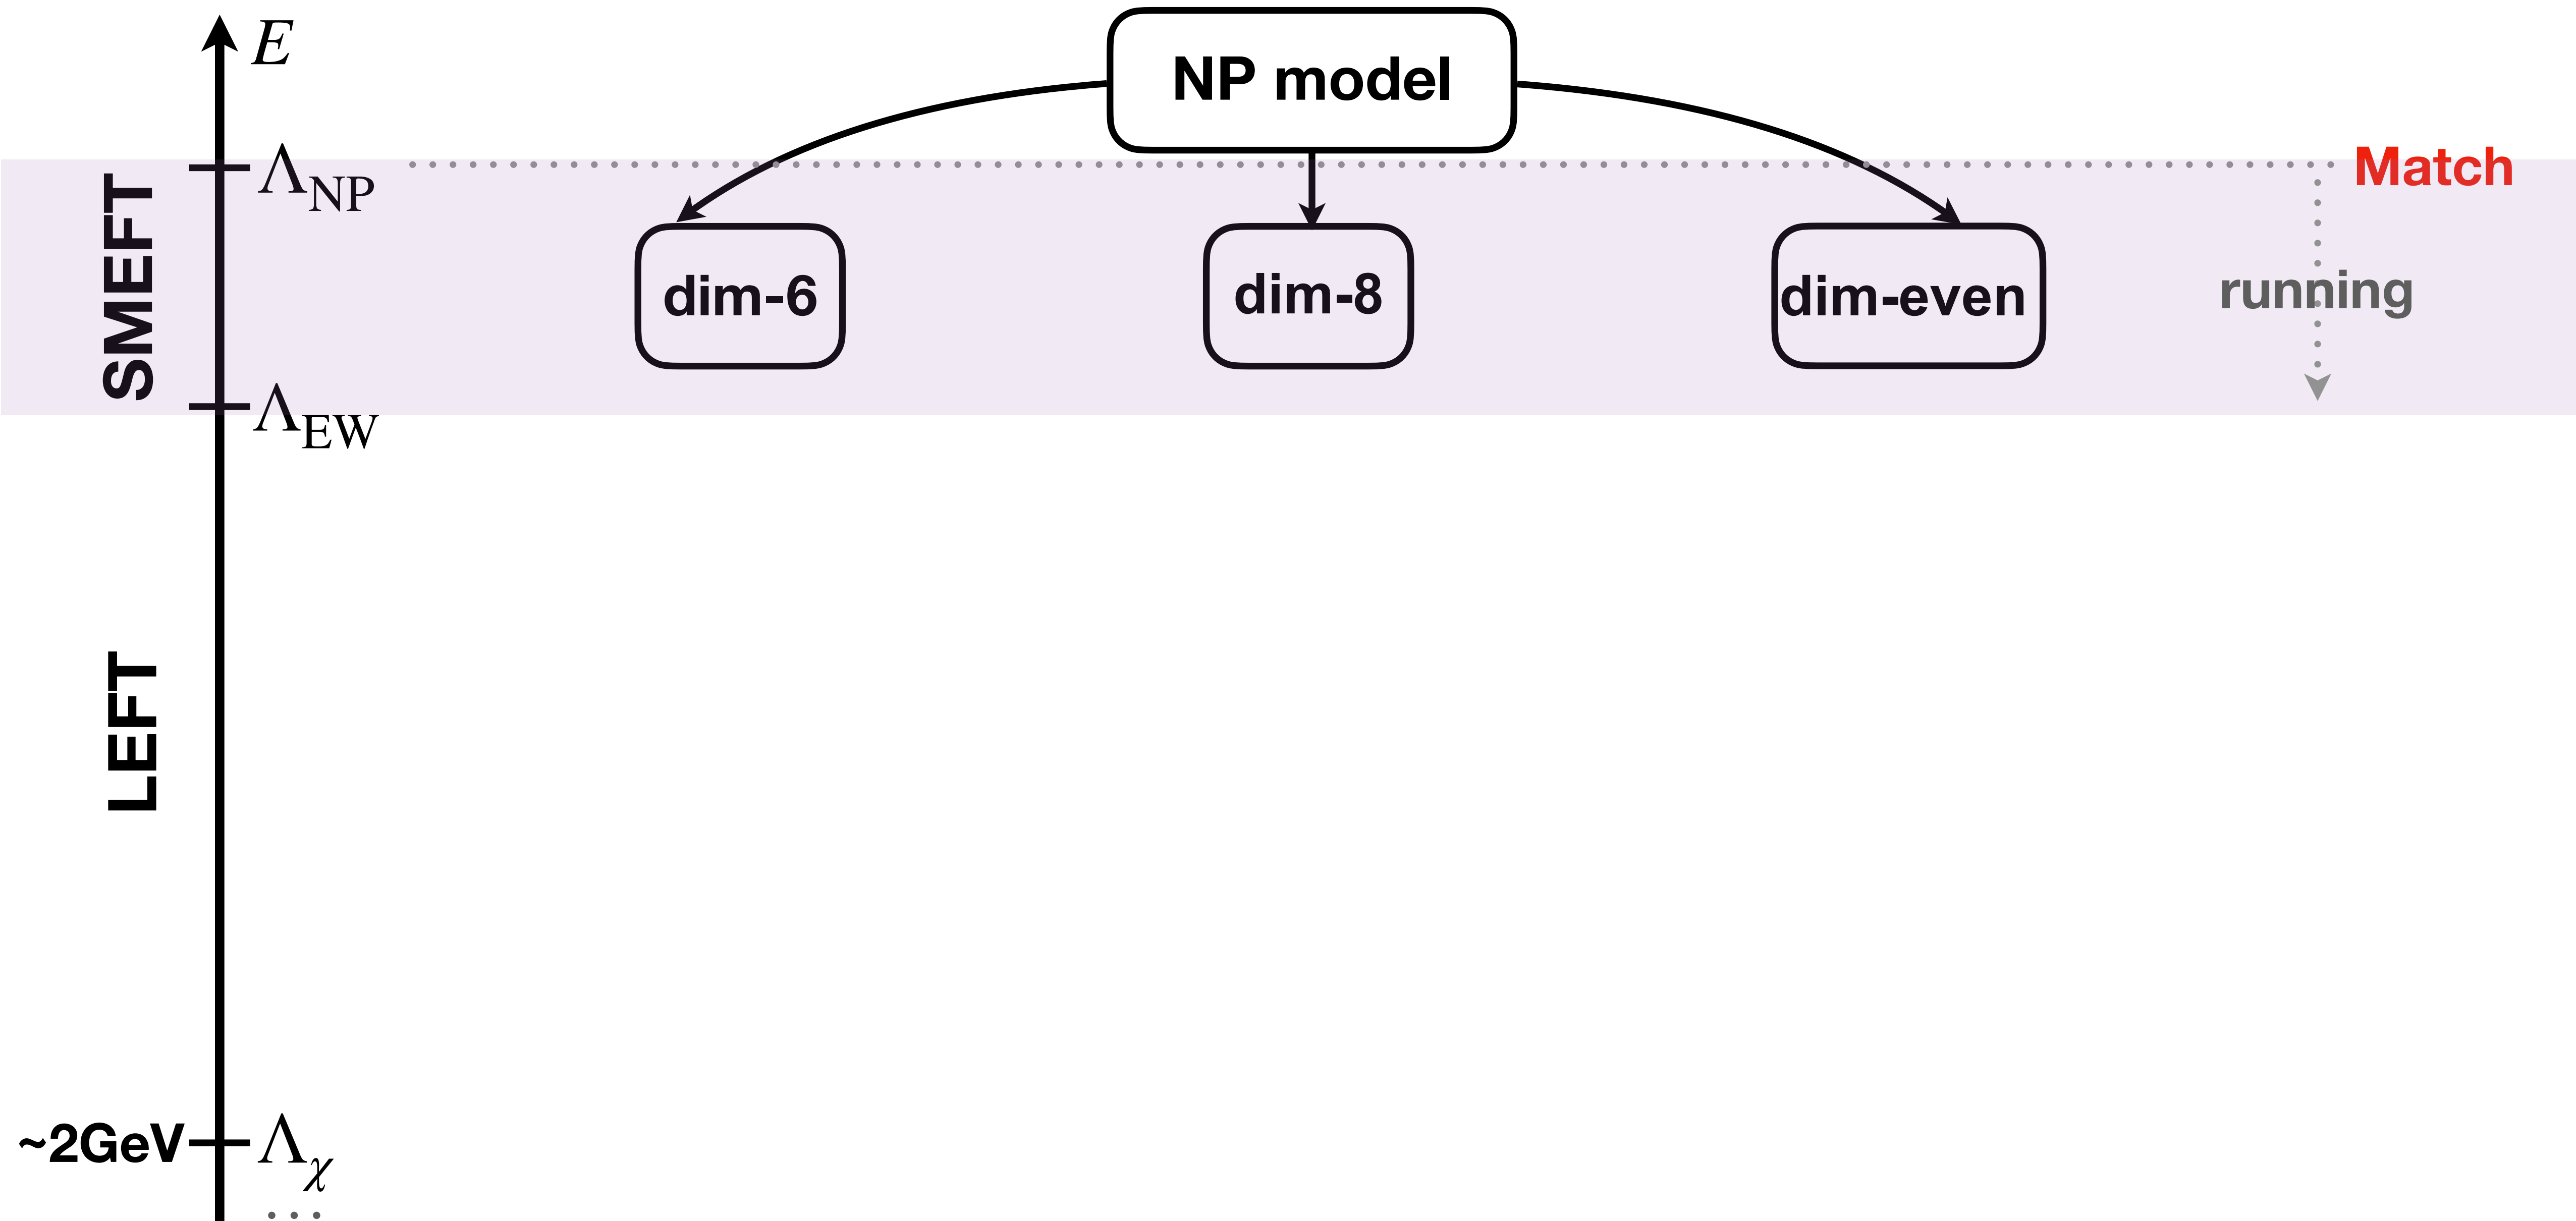 E
NP model
Λ_NP
Match
SMEFT
dim-6
dim-8
dim-even
running
Λ_EW
LEFT
~2GeV
Λ_χ
...